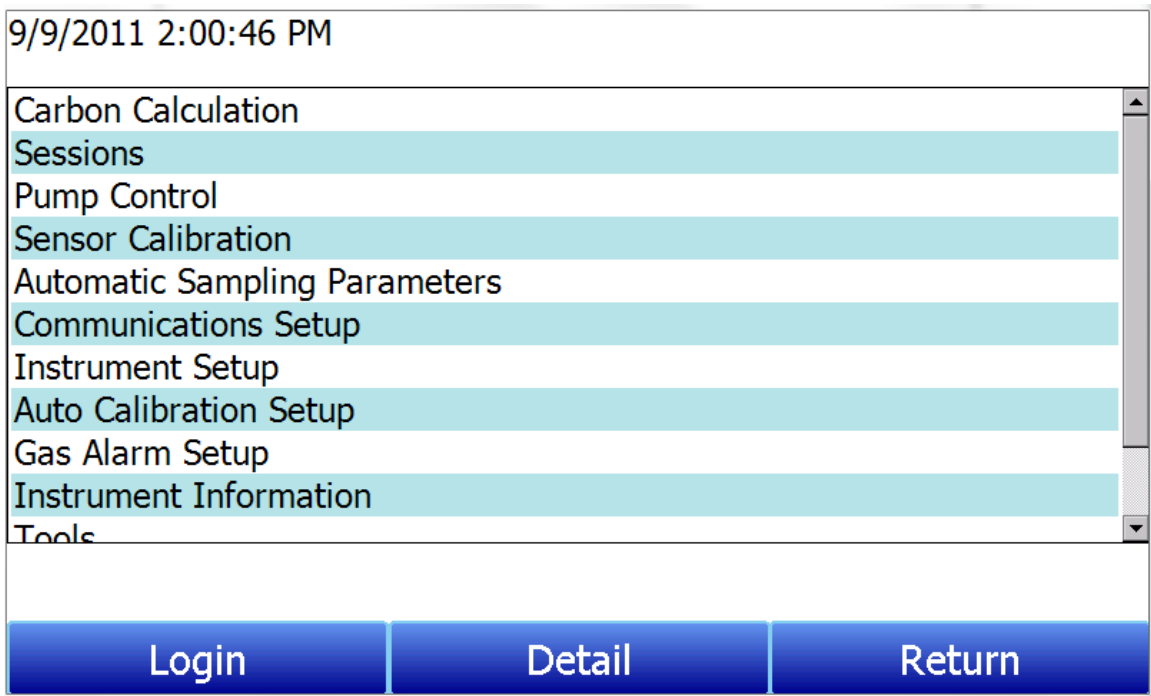 9/9/2011 2:00:46 PM
Carbon Calculation
Sessions
Pump Control
Sensor Calibration
Automatic Sampling Parameters
Communications Setup
Instrument Setup
Auto Calibration Setup
Gas Alarm Setup
Instrument Information
Tools
Login Detail Return